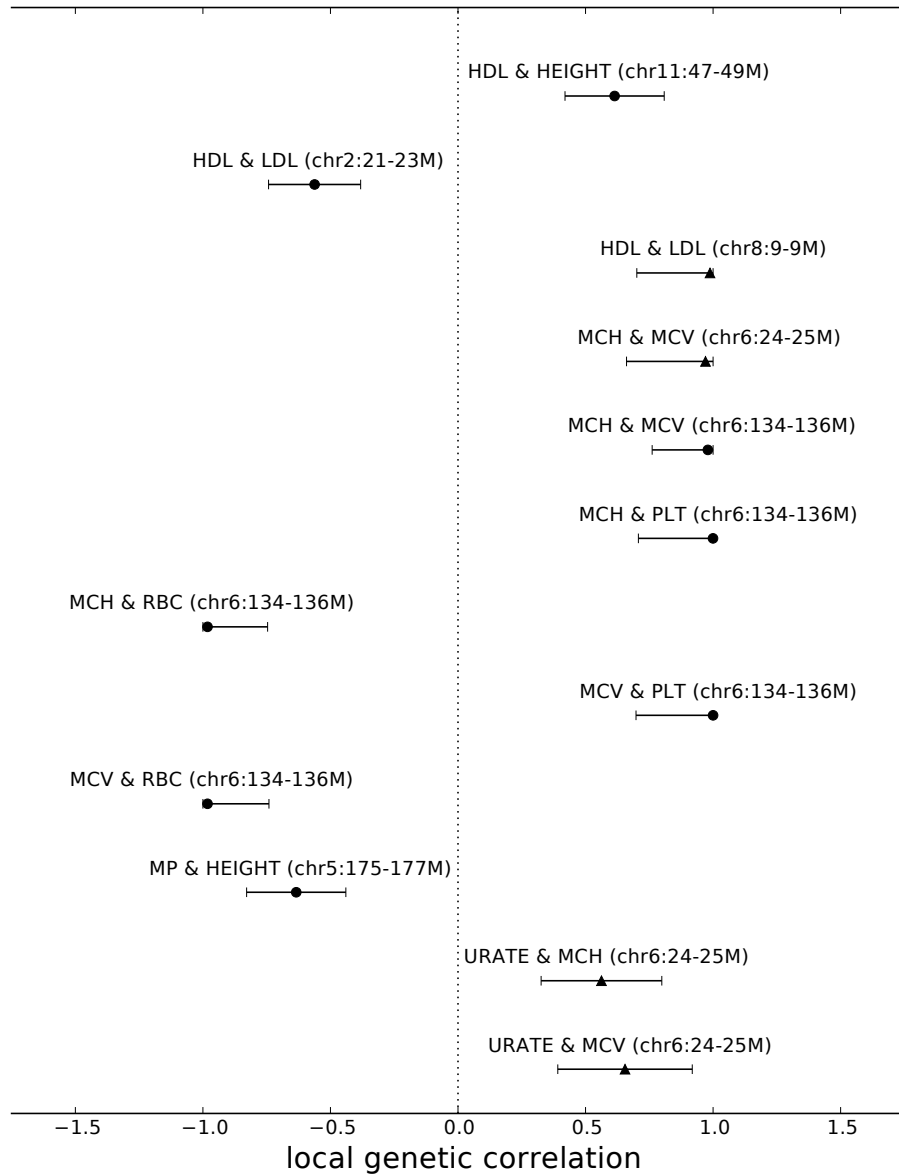 HDL & HEIGHT (chr11:47-49M)
HDL & LDL (chr2:21-23M)
HDL & LDL (chr8:9-9M)
MCH & MCV (chr6:24-25M)
MCH & MCV (chr6:134-136M)
MCH & PLT (chr6:134-136M)
MCH & RBC (chr6:134-136M)
MCV & PLT (chr6:134-136M)
MCV & RBC (chr6:134-136M)
MP & HEIGHT (chr5:175-177M)
URATE & MCH (chr6:24-25M)
URATE & MCV (chr6:24-25M)
−1.5 −1.0 −0.5 0.0 0.5 1.0 1.5
local genetic correlation